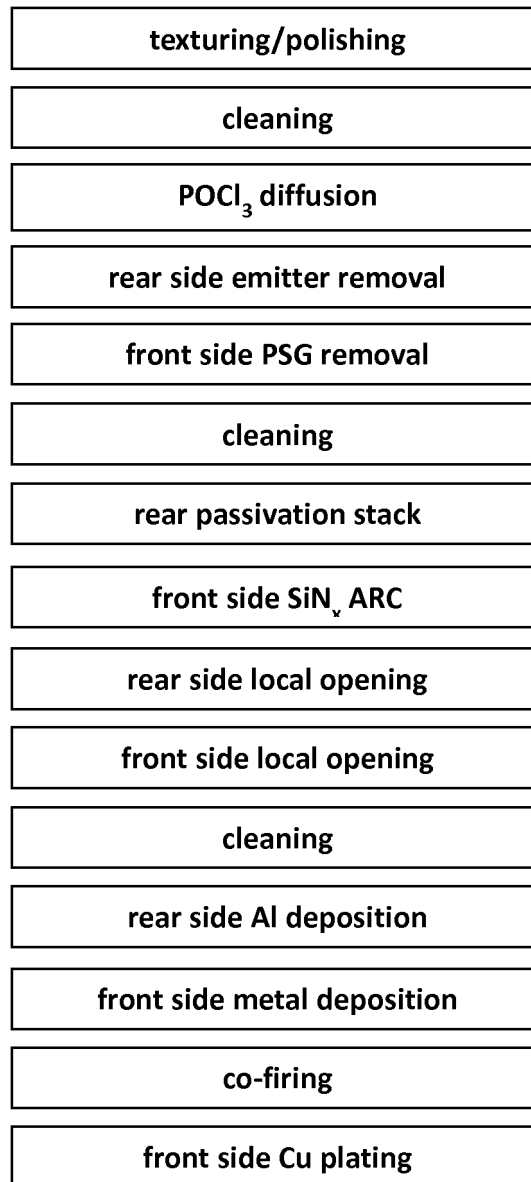 texturing/polishing
cleaning
POCl₃ diffusion
rear side emitter removal
front side PSG removal
cleaning
rear passivation stack
front side SiNₓ ARC
rear side local opening
front side local opening
cleaning
rear side Al deposition
front side metal deposition
co-firing
front side Cu plating